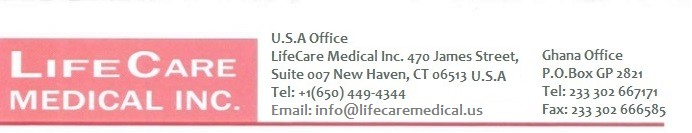 LIFECARE
MEDICAL INC.
U.S.A Office
LifeCare Medical Inc. 470 James Street,
Suite 007 New Haven, CT 06513 U.S.A
Tel: +1(650) 449-4344
Email: info@lifecaremedical.us
Ghana Office
P.O.Box GP 2821
Tel: 233 302 667171
Fax: 233 302 666585